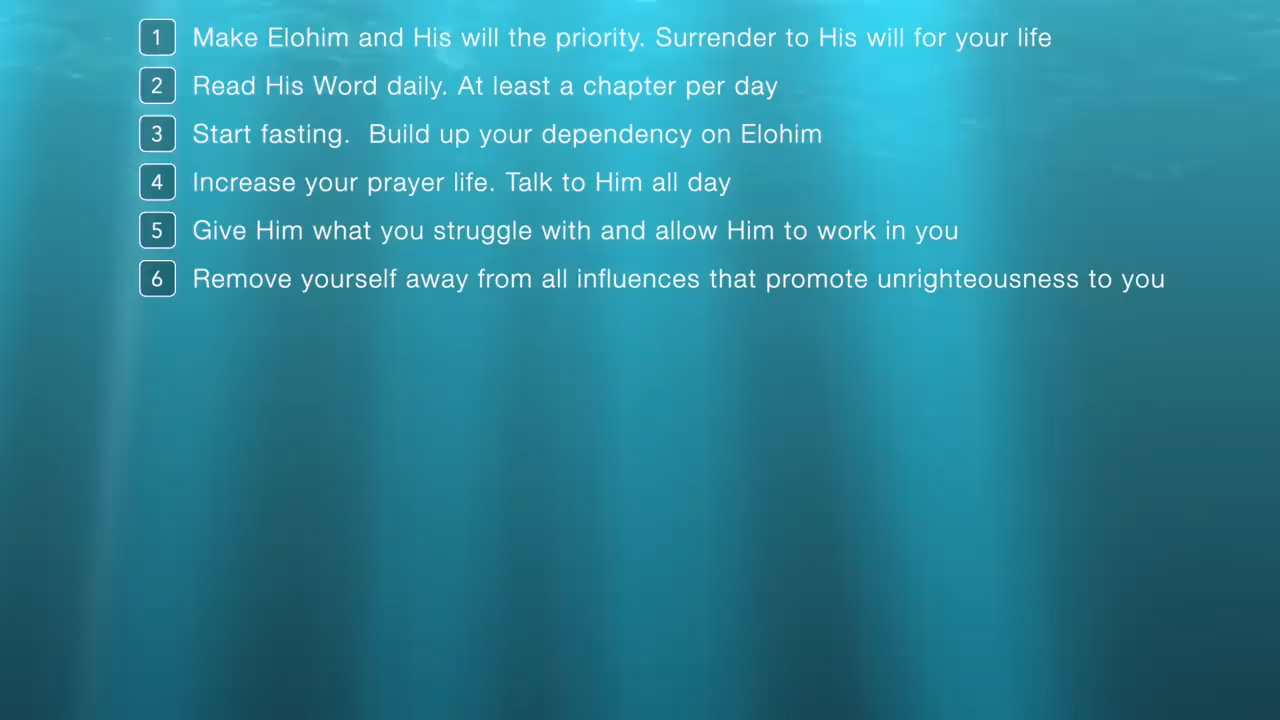 1 Make Elohim and His will the priority. Surrender to His will for your life
2 Read His Word daily. At least a chapter per day
3 Start fasting.  Build up your dependency on Elohim
4 Increase your prayer life. Talk to Him all day
5 Give Him what you struggle with and allow Him to work in you
6 Remove yourself away from all influences that promote unrighteousness to you